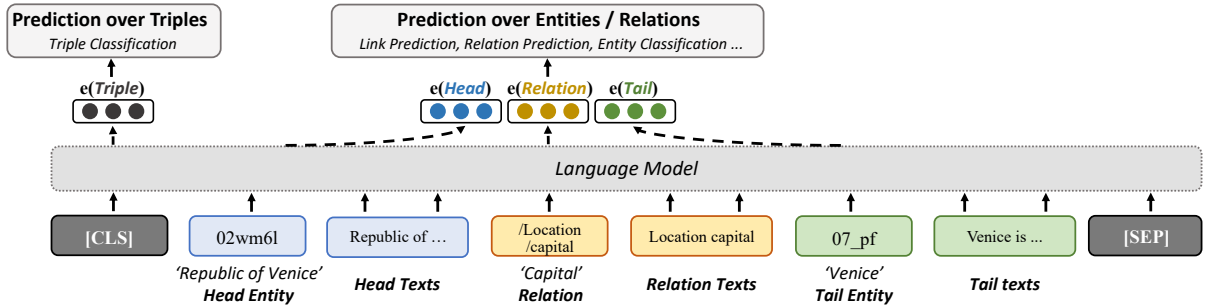 Prediction over Triples
Triple Classification
Prediction over Entities / Relations
Link Prediction, Relation Prediction, Entity Classification ...
e(Triple)
e(Head)
e(Relation)
e(Tail)
Language Model
[CLS]
02wm6l
Republic of …
/Location
/capital
Location capital
07_pf
Venice is ...
[SEP]
‘Republic of Venice’
Head Entity
Head Texts
‘Capital’
Relation
Relation Texts
‘Venice’
Tail Entity
Tail texts